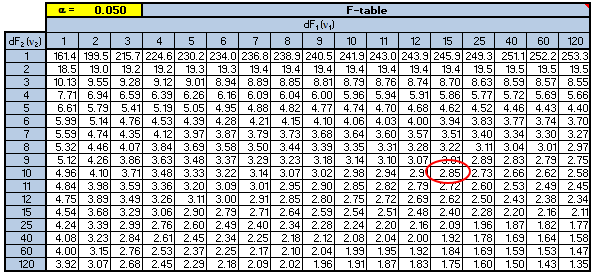 α = 0.050 F-table
dF₁ (v₁)
dF₂ (v₂) 1 2 3 4 5 6 7 8 9 10 11 12 15 25 40 60 120
1 161.4 199.5 215.7 224.6 230.2 234.0 236.8 238.9 240.5 241.9 243.0 243.9 245.9 249.3 251.1 252.2 253.3
2 18.5 19.0 19.2 19.2 19.3 19.3 19.4 19.4 19.4 19.4 19.4 19.4 19.4 19.5 19.5 19.5 19.5
3 10.13 9.55 9.28 9.12 9.01 8.94 8.89 8.85 8.81 8.79 8.76 8.74 8.70 8.63 8.59 8.57 8.55
4 7.71 6.94 6.59 6.39 6.26 6.16 6.09 6.04 6.00 5.96 5.94 5.91 5.86 5.77 5.72 5.69 5.66
5 6.61 5.79 5.41 5.19 5.05 4.95 4.88 4.82 4.77 4.74 4.70 4.68 4.62 4.52 4.46 4.43 4.40
6 5.99 5.14 4.76 4.53 4.39 4.28 4.21 4.15 4.10 4.06 4.03 4.00 3.94 3.83 3.77 3.74 3.70
7 5.59 4.74 4.35 4.12 3.97 3.87 3.79 3.73 3.68 3.64 3.60 3.57 3.51 3.40 3.34 3.30 3.27
8 5.32 4.46 4.07 3.84 3.69 3.58 3.50 3.44 3.39 3.35 3.31 3.28 3.22 3.11 3.04 3.01 2.97
9 5.12 4.26 3.86 3.63 3.48 3.37 3.29 3.23 3.18 3.14 3.10 3.07 2.89 2.83 2.79 2.75
10 4.96 4.10 3.71 3.48 3.33 3.22 3.14 3.07 3.02 2.98 2.94 2.9 2.85 2.73 2.66 2.62 2.58
11 4.84 3.98 3.59 3.36 3.20 3.09 3.01 2.95 2.90 2.85 2.82 2.79 2.60 2.53 2.49 2.45
12 4.75 3.89 3.49 3.26 3.11 3.00 2.91 2.85 2.80 2.75 2.72 2.69 2.62 2.50 2.43 2.38 2.34
15 4.54 3.68 3.29 3.06 2.90 2.79 2.71 2.64 2.59 2.54 2.51 2.48 2.40 2.28 2.20 2.16 2.11
25 4.24 3.39 2.99 2.76 2.60 2.49 2.40 2.34 2.28 2.24 2.20 2.16 2.09 1.96 1.87 1.82 1.77
40 4.08 3.23 2.84 2.61 2.45 2.34 2.25 2.18 2.12 2.08 2.04 2.00 1.92 1.78 1.69 1.64 1.58
60 4.00 3.15 2.76 2.53 2.37 2.25 2.17 2.10 2.04 1.99 1.95 1.92 1.84 1.69 1.59 1.53 1.47
120 3.92 3.07 2.68 2.45 2.29 2.18 2.09 2.02 1.96 1.91 1.87 1.83 1.75 1.60 1.50 1.43 1.35